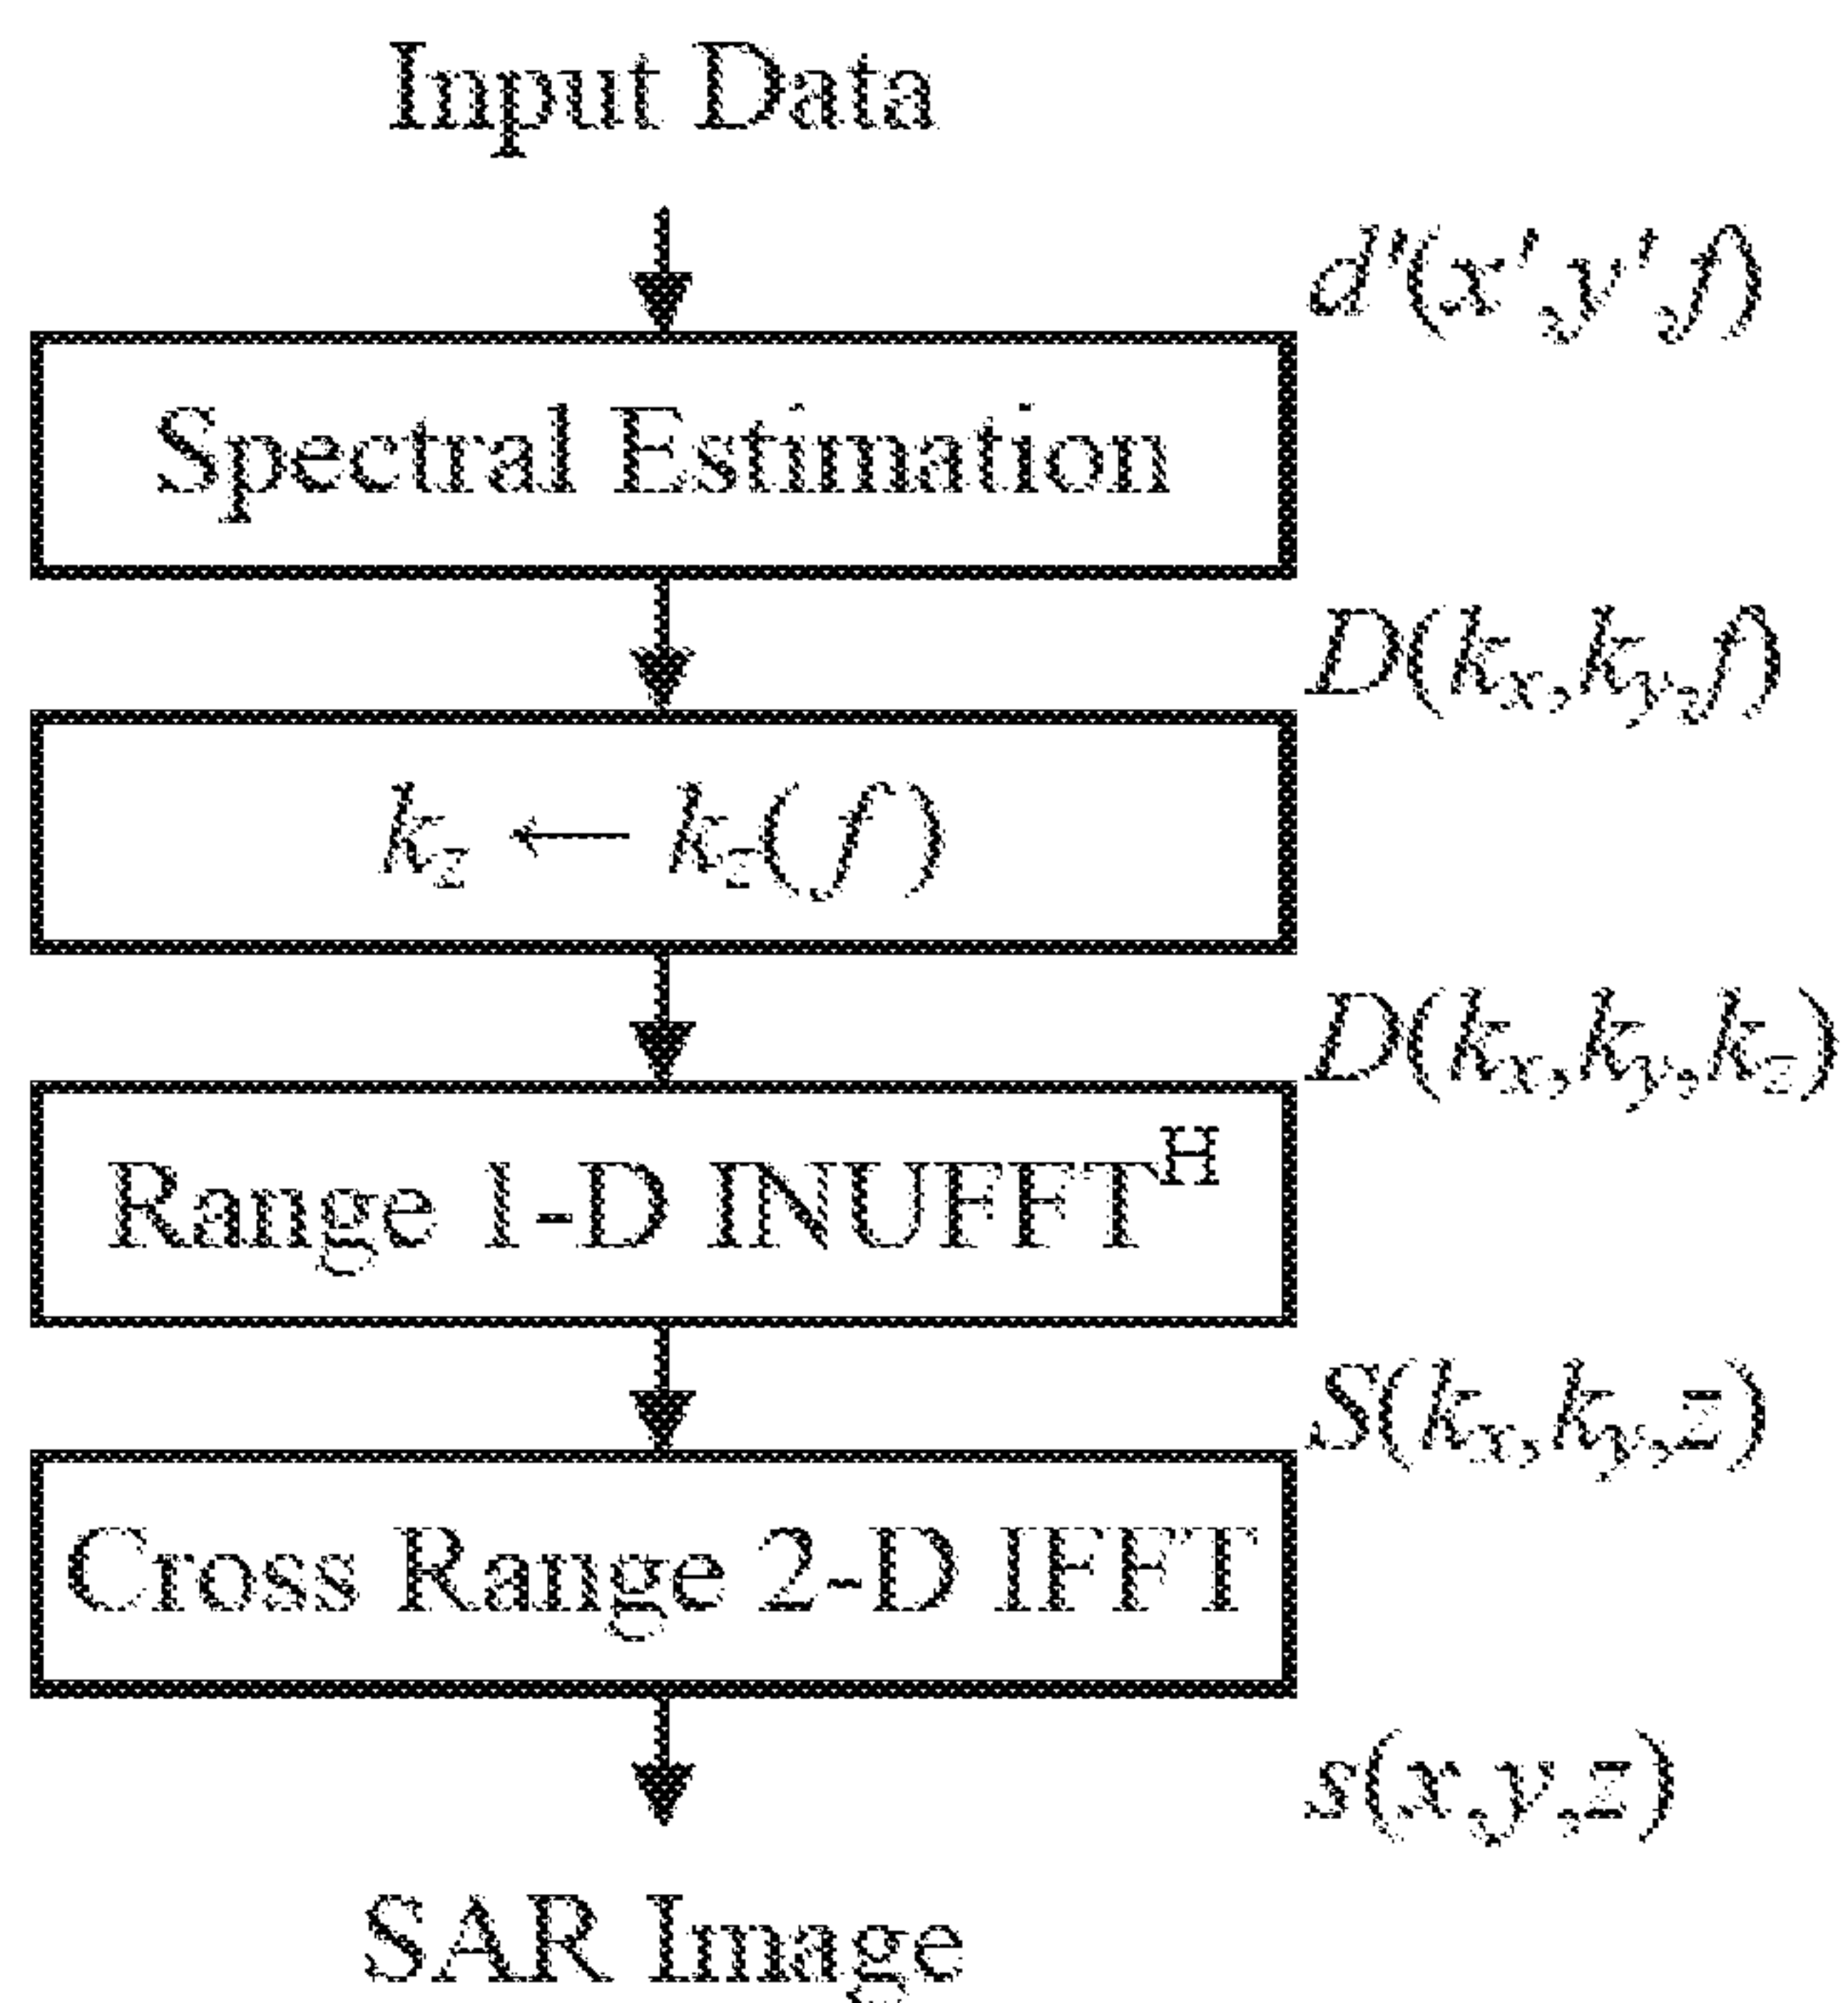 Input Data
d'(x',y',f)
Spectral Estimation
D(kx,ky,f)
kz ← kz(f)
D(kx,ky,kz)
Range 1-D INUFFT^H
S(kx,ky,z)
Cross Range 2-D IFFT
s(x,y,z)
SAR Image